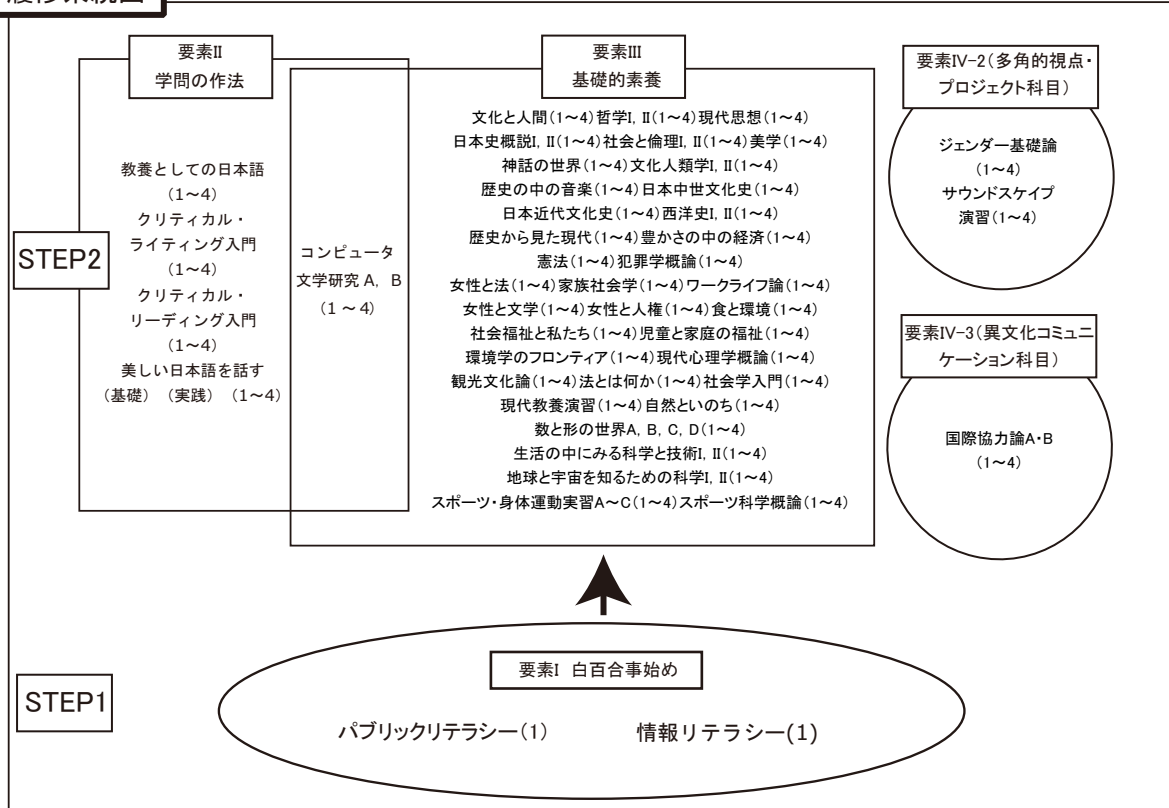 履修系統図
要素II
学問の作法
要素III
基礎的素養
要素IV-2(多角的視点・
プロジェクト科目)
STEP2
教養としての日本語
(1~4)
クリティカル・
ライティング入門
(1~4)
クリティカル・
リーディング入門
(1~4)
美しい日本語を話す
(基礎) (実践) (1~4)
コンピュータ
文学研究 A, B
(1 ~ 4)
文化と人間(1~4)哲学I, II(1~4)現代思想(1~4)
日本史概説I, II(1~4)社会と倫理I, II(1~4)美学(1~4)
神話の世界(1~4)文化人類学I, II(1~4)
歴史の中の音楽(1~4)日本中世文化史(1~4)
日本近代文化史(1~4)西洋史I, II(1~4)
歴史から見た現代(1~4)豊かさの中の経済(1~4)
憲法(1~4)犯罪学概論(1~4)
女性と法(1~4)家族社会学(1~4)ワークライフ論(1~4)
女性と文学(1~4)女性と人権(1~4)食と環境(1~4)
社会福祉と私たち(1~4)児童と家庭の福祉(1~4)
環境学のフロンティア(1~4)現代心理学概論(1~4)
観光文化論(1~4)法とは何か(1~4)社会学入門(1~4)
現代教養演習(1~4)自然といのち(1~4)
数と形の世界A, B, C, D(1~4)
生活の中にみる科学と技術I, II(1~4)
地球と宇宙を知るための科学I, II(1~4)
スポーツ・身体運動実習A~C(1~4)スポーツ科学概論(1~4)
ジェンダー基礎論
(1~4)
サウンドスケイプ
演習(1~4)
要素IV-3(異文化コミュニ
ケーション科目)
国際協力論A・B
(1~4)
STEP1
要素I 白百合事始め
パブリックリテラシー(1)
情報リテラシー(1)